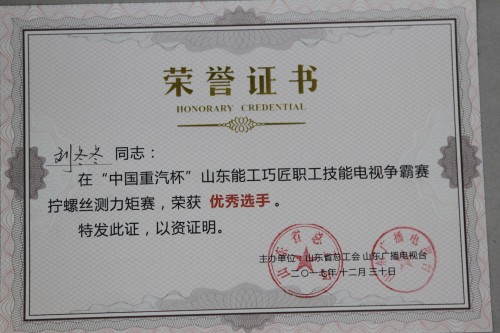 荣誉证书
HONORARY CREDENTIAL
刘冬冬 同志：
在“中国重汽杯”山东能工巧匠职工技能电视争霸赛
拧螺丝测力矩赛，荣获 优秀选手。
特发此证，以资证明。
主办单位：山东省总工会 山东广播电视台
二〇一九年十二月三十日